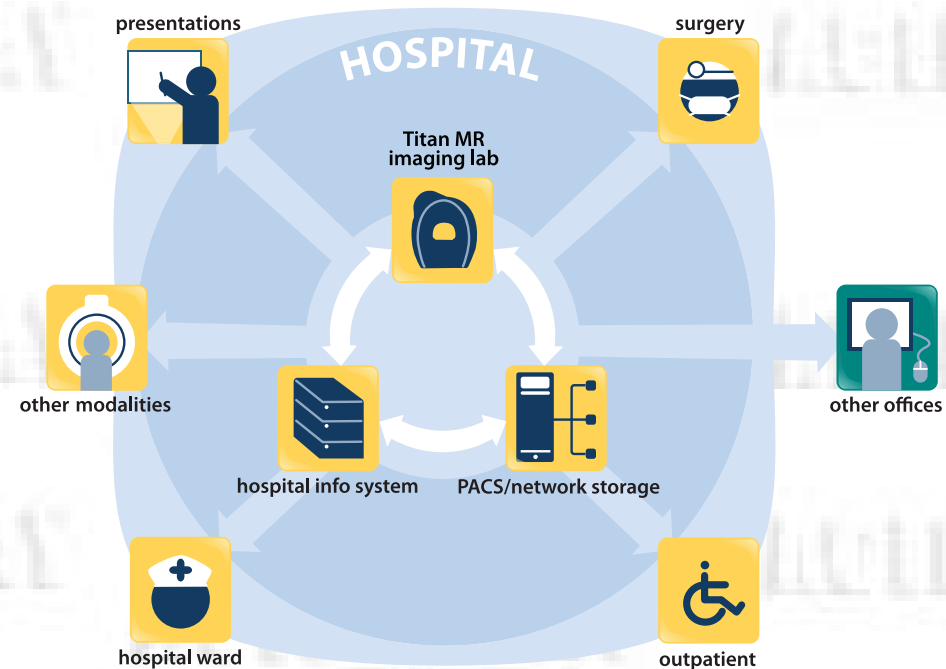 presentations
surgery
HOSPITAL
Titan MR
imaging lab
other modalities
other offices
hospital info system
PACS/network storage
hospital ward
outpatient